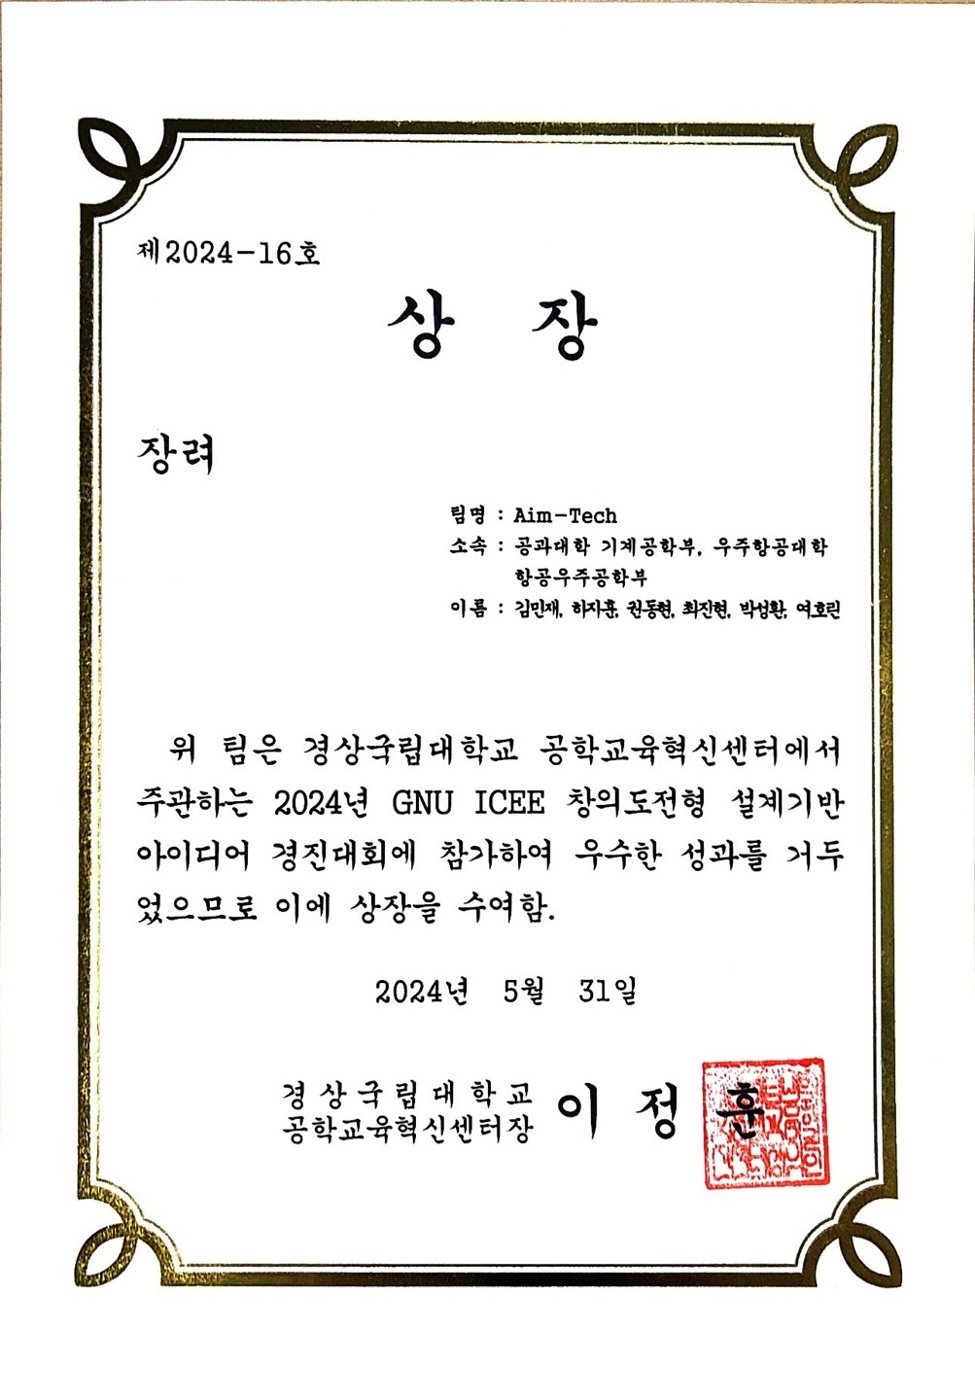 제2024-16호
상 장
장려
팀명 : Aim-Tech
소속 : 공과대학 기계공학부, 우주항공대학
항공우주공학부
이름 : 김민재, 하지훈, 권동현, 최진현, 박성환, 여호린
위 팀은 경상국립대학교 공학교육혁신센터에서
주관하는 2024년 GNU ICEE 창의도전형 설계기반
아이디어 경진대회에 참가하여 우수한 성과를 거두
었으므로 이에 상장을 수여함.
2024년 5월 31일
경상국립대학교
공학교육혁신센터장 이 정 훈